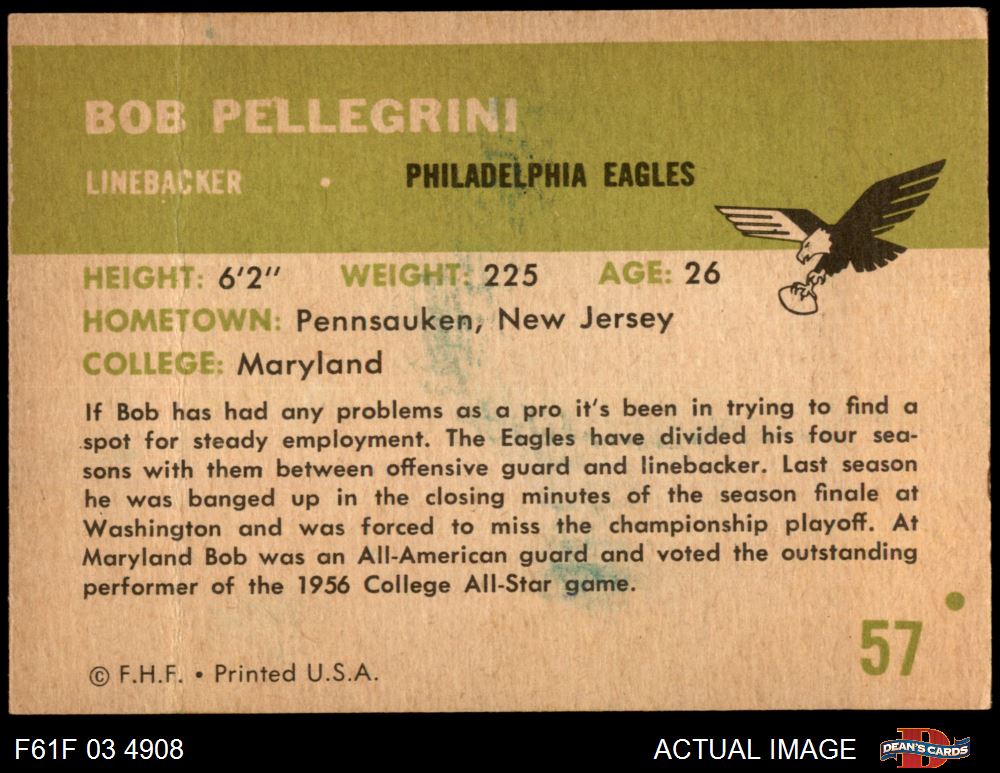 BOB PELLEGRINI
LINEBACKER
PHILADELPHIA EAGLES
HEIGHT: 6'2" WEIGHT: 225 AGE: 26
HOMETOWN: Pennsauken, New Jersey
COLLEGE: Maryland
If Bob has had any problems as a pro it's been in trying to find a
spot for steady employment. The Eagles have divided his four sea-
sons with them between offensive guard and linebacker. Last season
he was banged up in the closing minutes of the season finale at
Washington and was forced to miss the championship playoff. At
Maryland Bob was an All-American guard and voted the outstanding
performer of the 1956 College All-Star game.
57
© F.H.F. • Printed U.S.A.
F61F 03 4908
ACTUAL IMAGE
DEAN'S CARDS